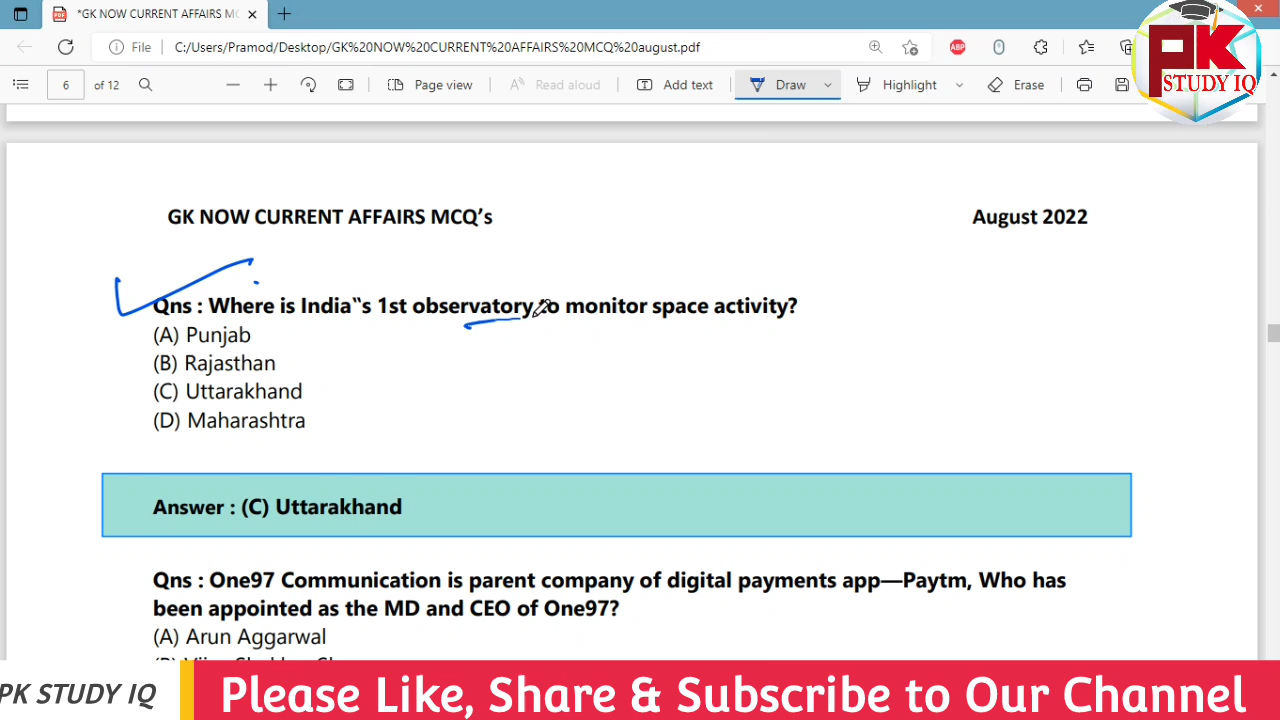 *GK NOW CURRENT AFFAIRS MC
File
C:/Users/Pramod/Desktop/GK%20NOW%20CURRENT%20AFFAIRS%20MCQ%20august.pdf
ABP
PK
STUDY IQ
6 of 12
Page view
Read aloud
Add text
Draw
Highlight
Erase
GK NOW CURRENT AFFAIRS MCQ's
August 2022
Qns : Where is India‟s 1st observatory to monitor space activity?
(A) Punjab
(B) Rajasthan
(C) Uttarakhand
(D) Maharashtra
Answer : (C) Uttarakhand
Qns : One97 Communication is parent company of digital payments app—Paytm, Who has
been appointed as the MD and CEO of One97?
(A) Arun Aggarwal
PK STUDY IQ
Please Like, Share & Subscribe to Our Channel